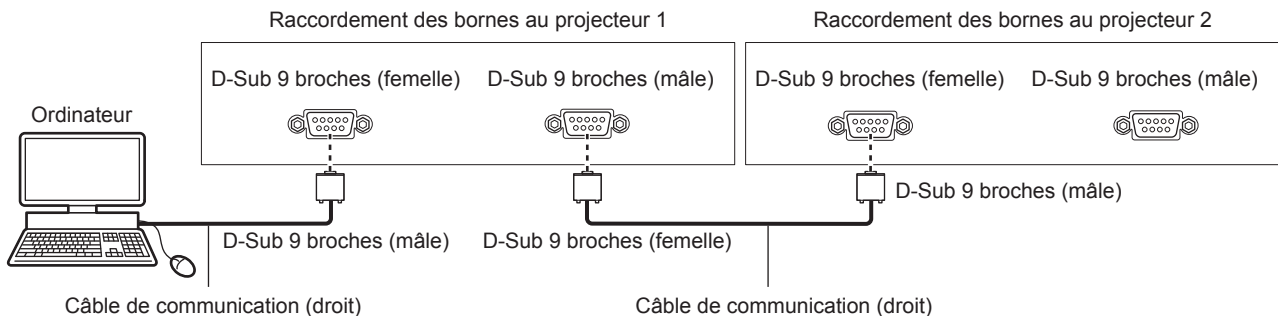 Raccordement des bornes au projecteur 1
Raccordement des bornes au projecteur 2
D-Sub 9 broches (femelle)
D-Sub 9 broches (mâle)
D-Sub 9 broches (femelle)
D-Sub 9 broches (mâle)
Ordinateur
D-Sub 9 broches (mâle)
D-Sub 9 broches (mâle)
D-Sub 9 broches (femelle)
Câble de communication (droit)
Câble de communication (droit)